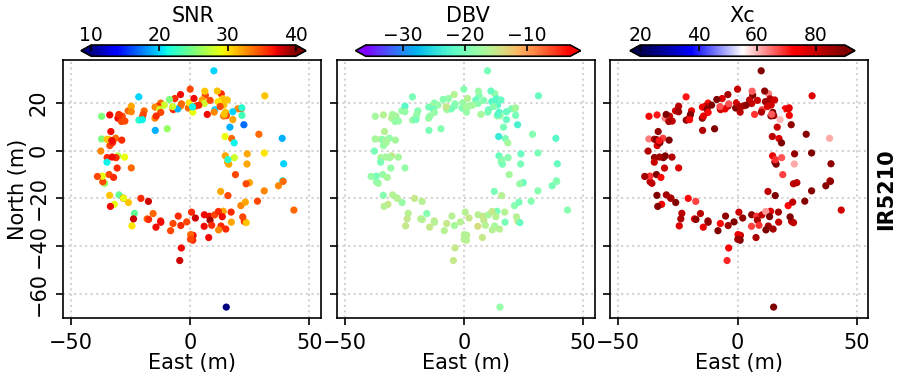 SNR DBV Xc
10 20 30 40 −30 −20 −10 20 40 60 80
20
0
−20
−40
−60
North (m)
IR5210
−50 0 50 −50 0 50 −50 0 50
East (m) East (m) East (m)